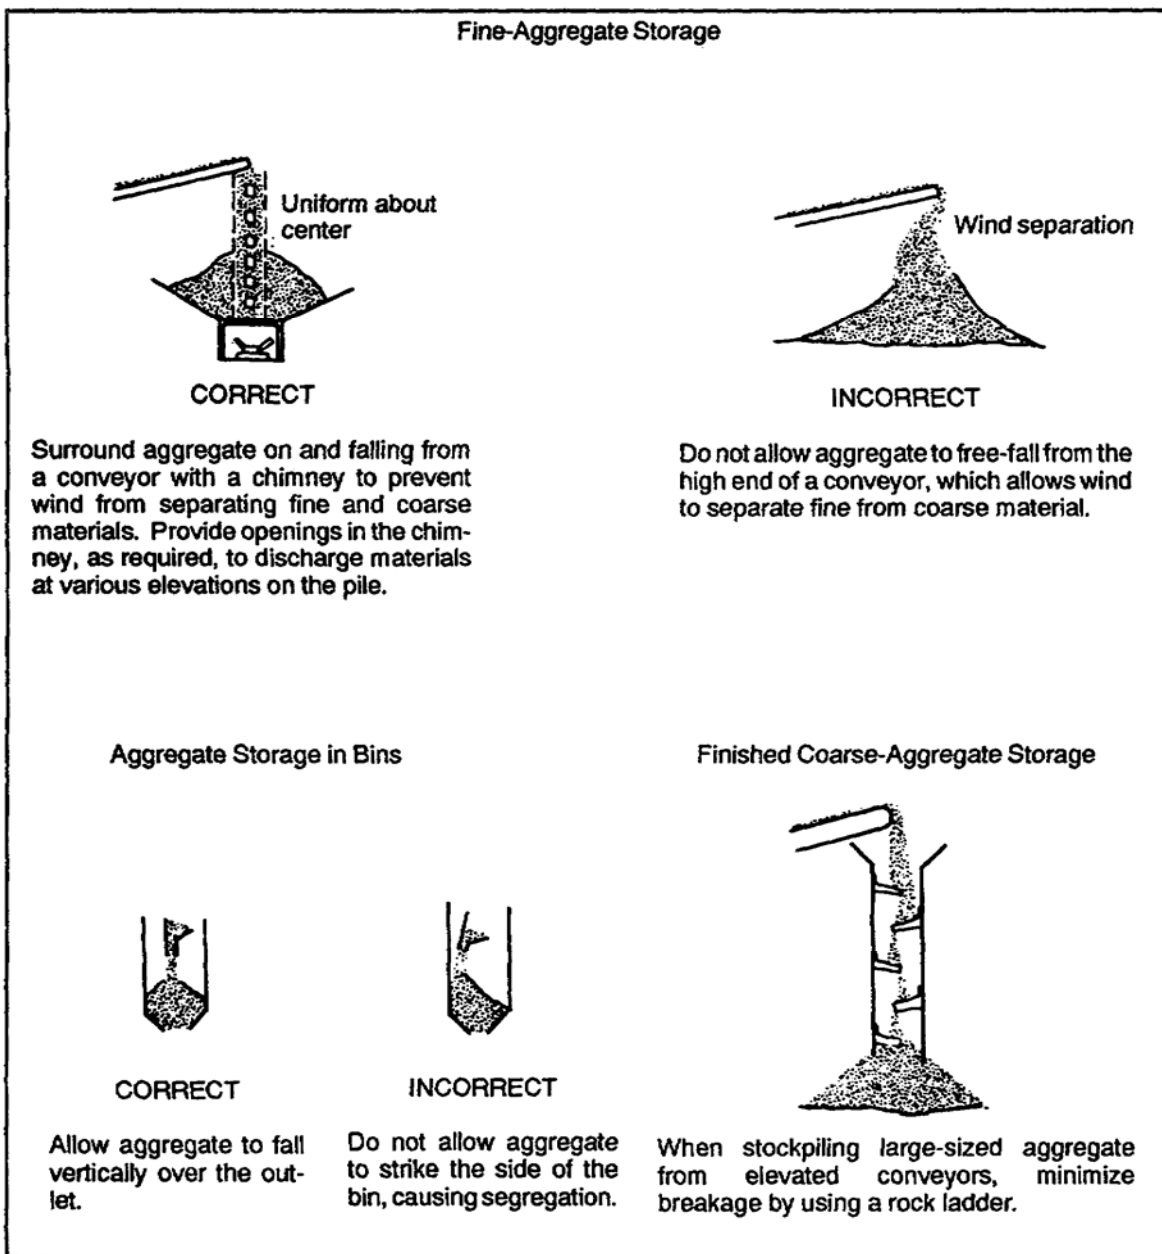 Fine-Aggregate Storage
Uniform about
center
CORRECT
Surround aggregate on and falling from
a conveyor with a chimney to prevent
wind from separating fine and coarse
materials. Provide openings in the chim-
ney, as required, to discharge materials
at various elevations on the pile.
Wind separation
INCORRECT
Do not allow aggregate to free-fall from the
high end of a conveyor, which allows wind
to separate fine from coarse material.
Aggregate Storage in Bins
CORRECT
Allow aggregate to fall
vertically over the out-
let.
INCORRECT
Do not allow aggregate
to strike the side of the
bin, causing segregation.
Finished Coarse-Aggregate Storage
When stockpiling large-sized aggregate
from elevated conveyors, minimize
breakage by using a rock ladder.